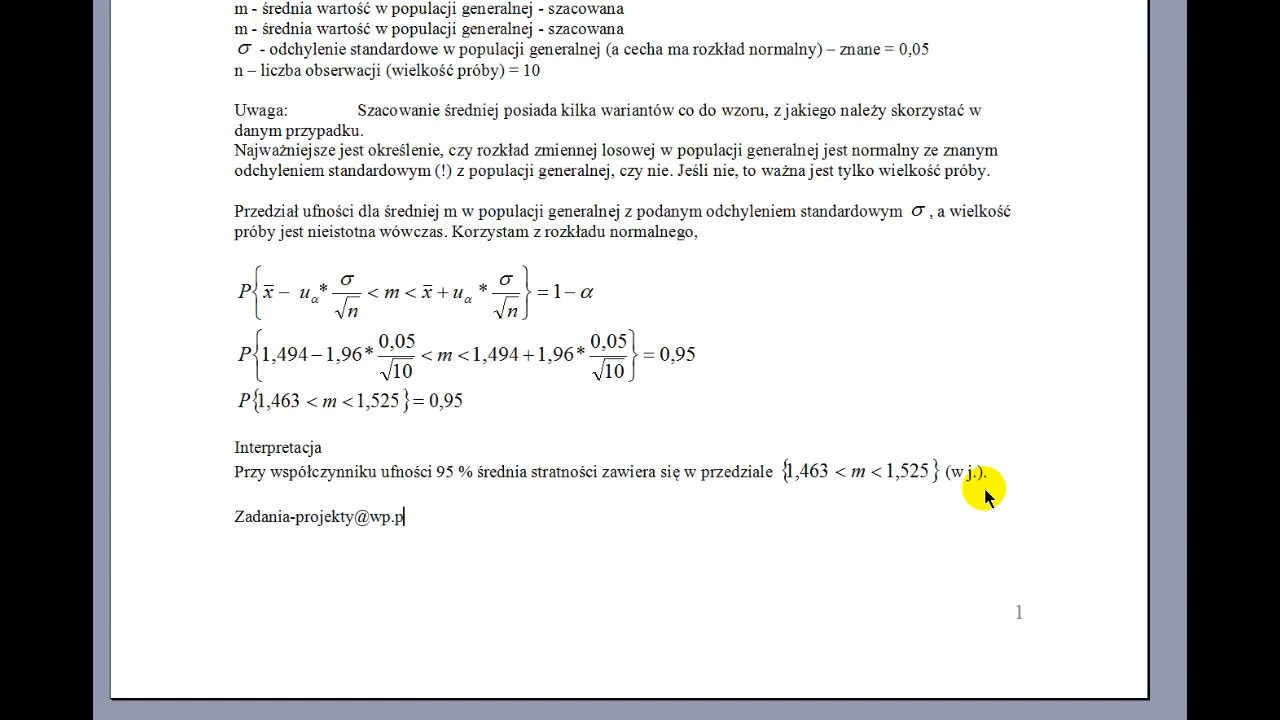 m - średnia wartość w populacji generalnej - szacowana
m - średnia wartość w populacji generalnej - szacowana
σ - odchylenie standardowe w populacji generalnej (a cecha ma rozkład normalny) – znane = 0,05
n – liczba obserwacji (wielkość próby) = 10
Uwaga: Szacowanie średniej posiada kilka wariantów co do wzoru, z jakiego należy skorzystać w
danym przypadku.
Najważniejsze jest określenie, czy rozkład zmiennej losowej w populacji generalnej jest normalny ze znanym
odchyleniem standardowym (!) z populacji generalnej, czy nie. Jeśli nie, to ważna jest tylko wielkość próby.
Przedział ufności dla średniej m w populacji generalnej z podanym odchyleniem standardowym σ, a wielkość
próby jest nieistotna wówczas. Korzystam z rozkładu normalnego,
P{x̄ − uα* σ/√n < m < x̄ + uα * σ/√n} = 1 − α
P{1,494 − 1,96* 0,05/√10 < m < 1,494 + 1,96* 0,05/√10} = 0,95
P{1,463 < m < 1,525} = 0,95
Interpretacja
Przy współczynniku ufności 95 % średnia stratności zawiera się w przedziale {1,463 < m < 1,525} (w j.).
Zadania-projekty@wp.p
1